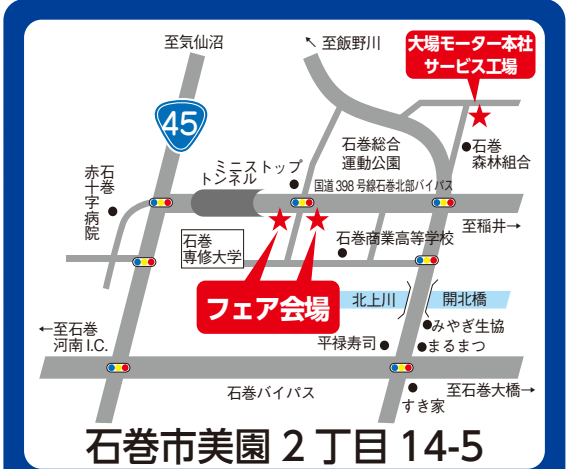 至気仙沼
↖ 至飯野川
大場モーター本社
サービス工場
45
石巻総合
運動公園
石巻
森林組合
ミニストップ
トンネル
国道398号線石巻北部バイパス
石巻
赤十字病院
至稲井→
石巻
専修大学
石巻商業高等学校
フェア会場
北上川
開北橋
みやぎ生協
←至石巻
河南I.C.
平禄寿司
まるまつ
石巻バイパス
至石巻大橋→
すき家
石巻市美園2丁目14-5